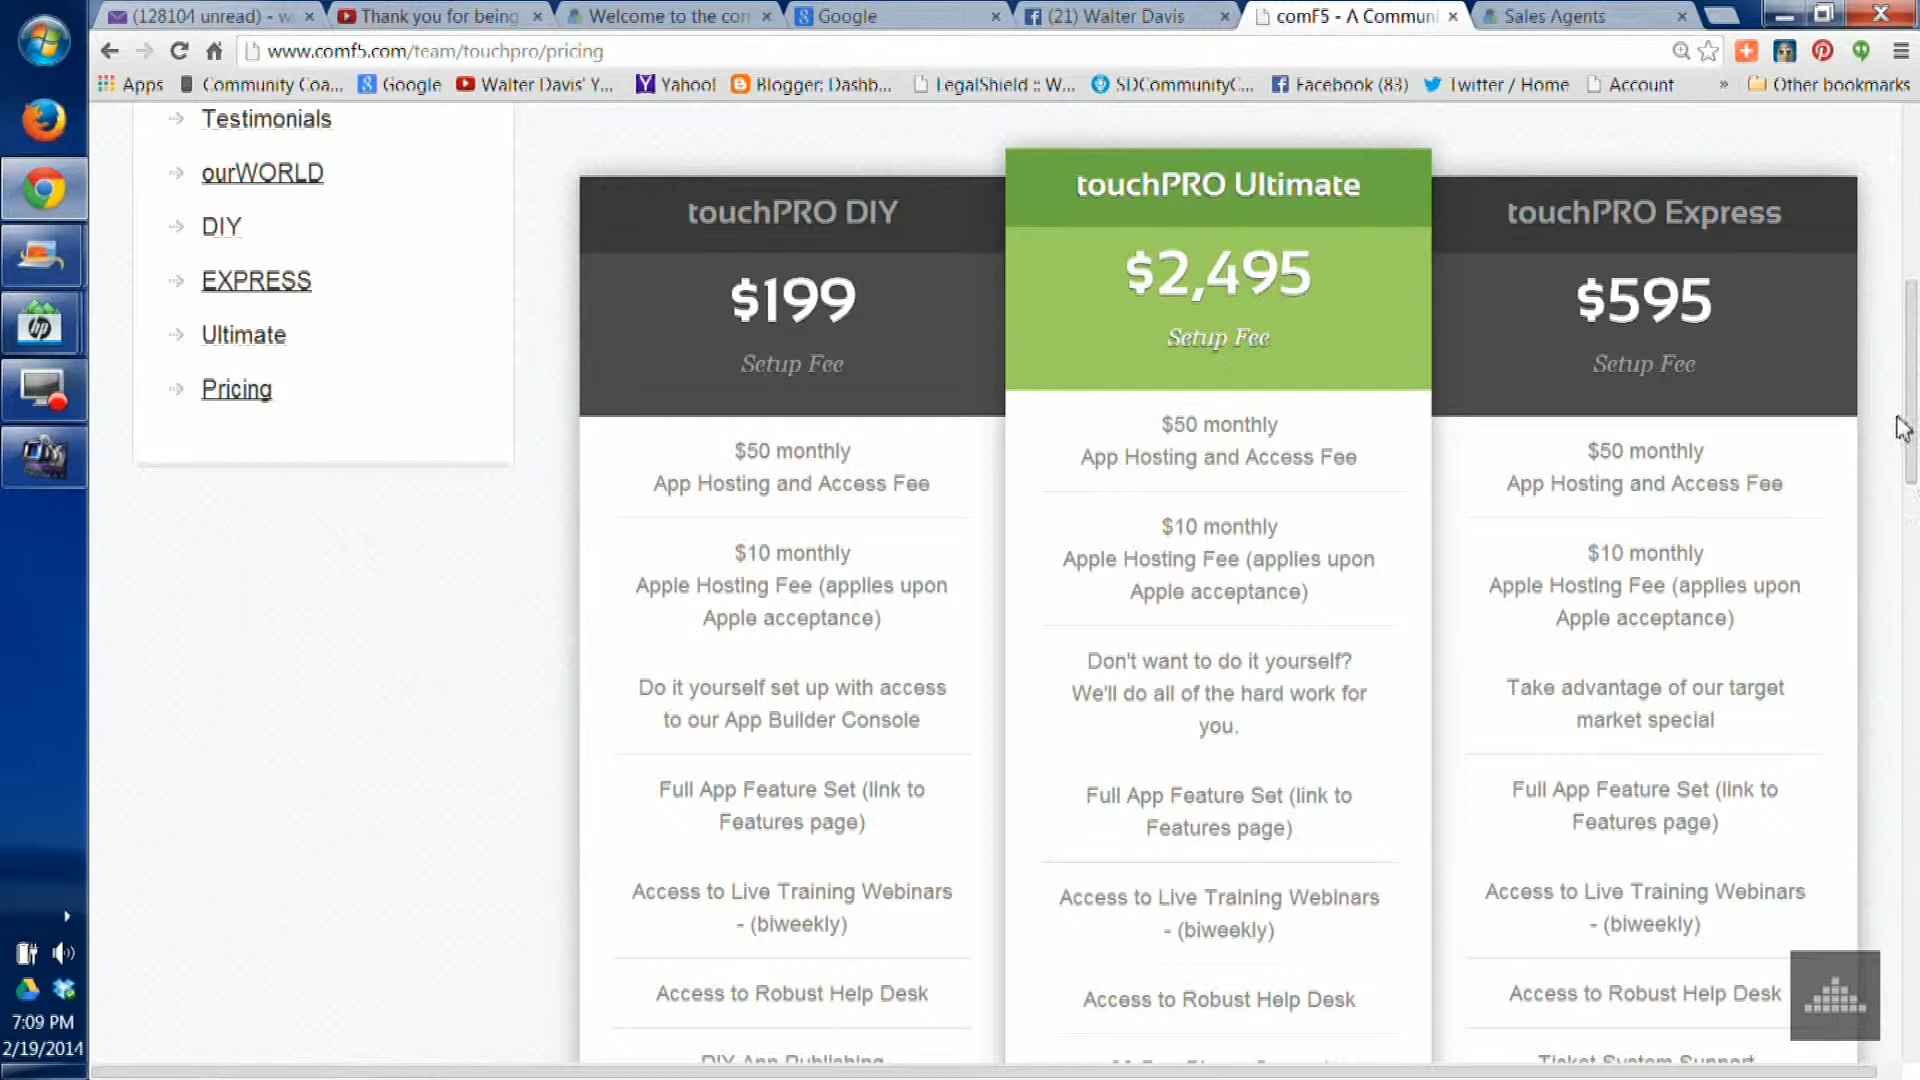 (128104 unread) - w
Thank you for being
Welcome to the con
Google
(21) Walter Davis
comF5 - A Communi
Sales Agents
www.comf5.com/team/touchpro/pricing
Apps
Community Coa...
Google
Walter Davis' Y...
Yahoo!
Blogger: Dashb...
LegalShield :: W...
SDCommunityC...
Facebook (83)
Twitter / Home
Account
»
Other bookmarks
Testimonials
ourWORLD
DIY
EXPRESS
Ultimate
Pricing
touchPRO DIY
$199
Setup Fee
$50 monthly
App Hosting and Access Fee
$10 monthly
Apple Hosting Fee (applies upon
Apple acceptance)
Do it yourself set up with access
to our App Builder Console
Full App Feature Set (link to
Features page)
Access to Live Training Webinars
- (biweekly)
Access to Robust Help Desk
DIY App Publishing
touchPRO Ultimate
$2,495
Setup Fee
$50 monthly
App Hosting and Access Fee
$10 monthly
Apple Hosting Fee (applies upon
Apple acceptance)
Don't want to do it yourself?
We'll do all of the hard work for
you.
Full App Feature Set (link to
Features page)
Access to Live Training Webinars
- (biweekly)
Access to Robust Help Desk
touchPRO Express
$595
Setup Fee
$50 monthly
App Hosting and Access Fee
$10 monthly
Apple Hosting Fee (applies upon
Apple acceptance)
Take advantage of our target
market special
Full App Feature Set (link to
Features page)
Access to Live Training Webinars
- (biweekly)
Access to Robust Help Desk
Ticket System Support
hp
7:09 PM
2/19/2014